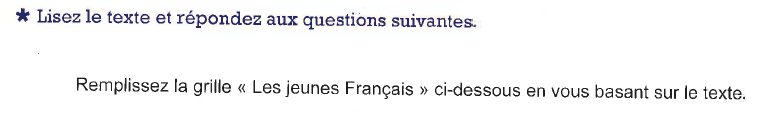 * Lisez le texte et répondez aux questions suivantes.
Remplissez la grille « Les jeunes Français » ci-dessous en vous basant sur le texte.